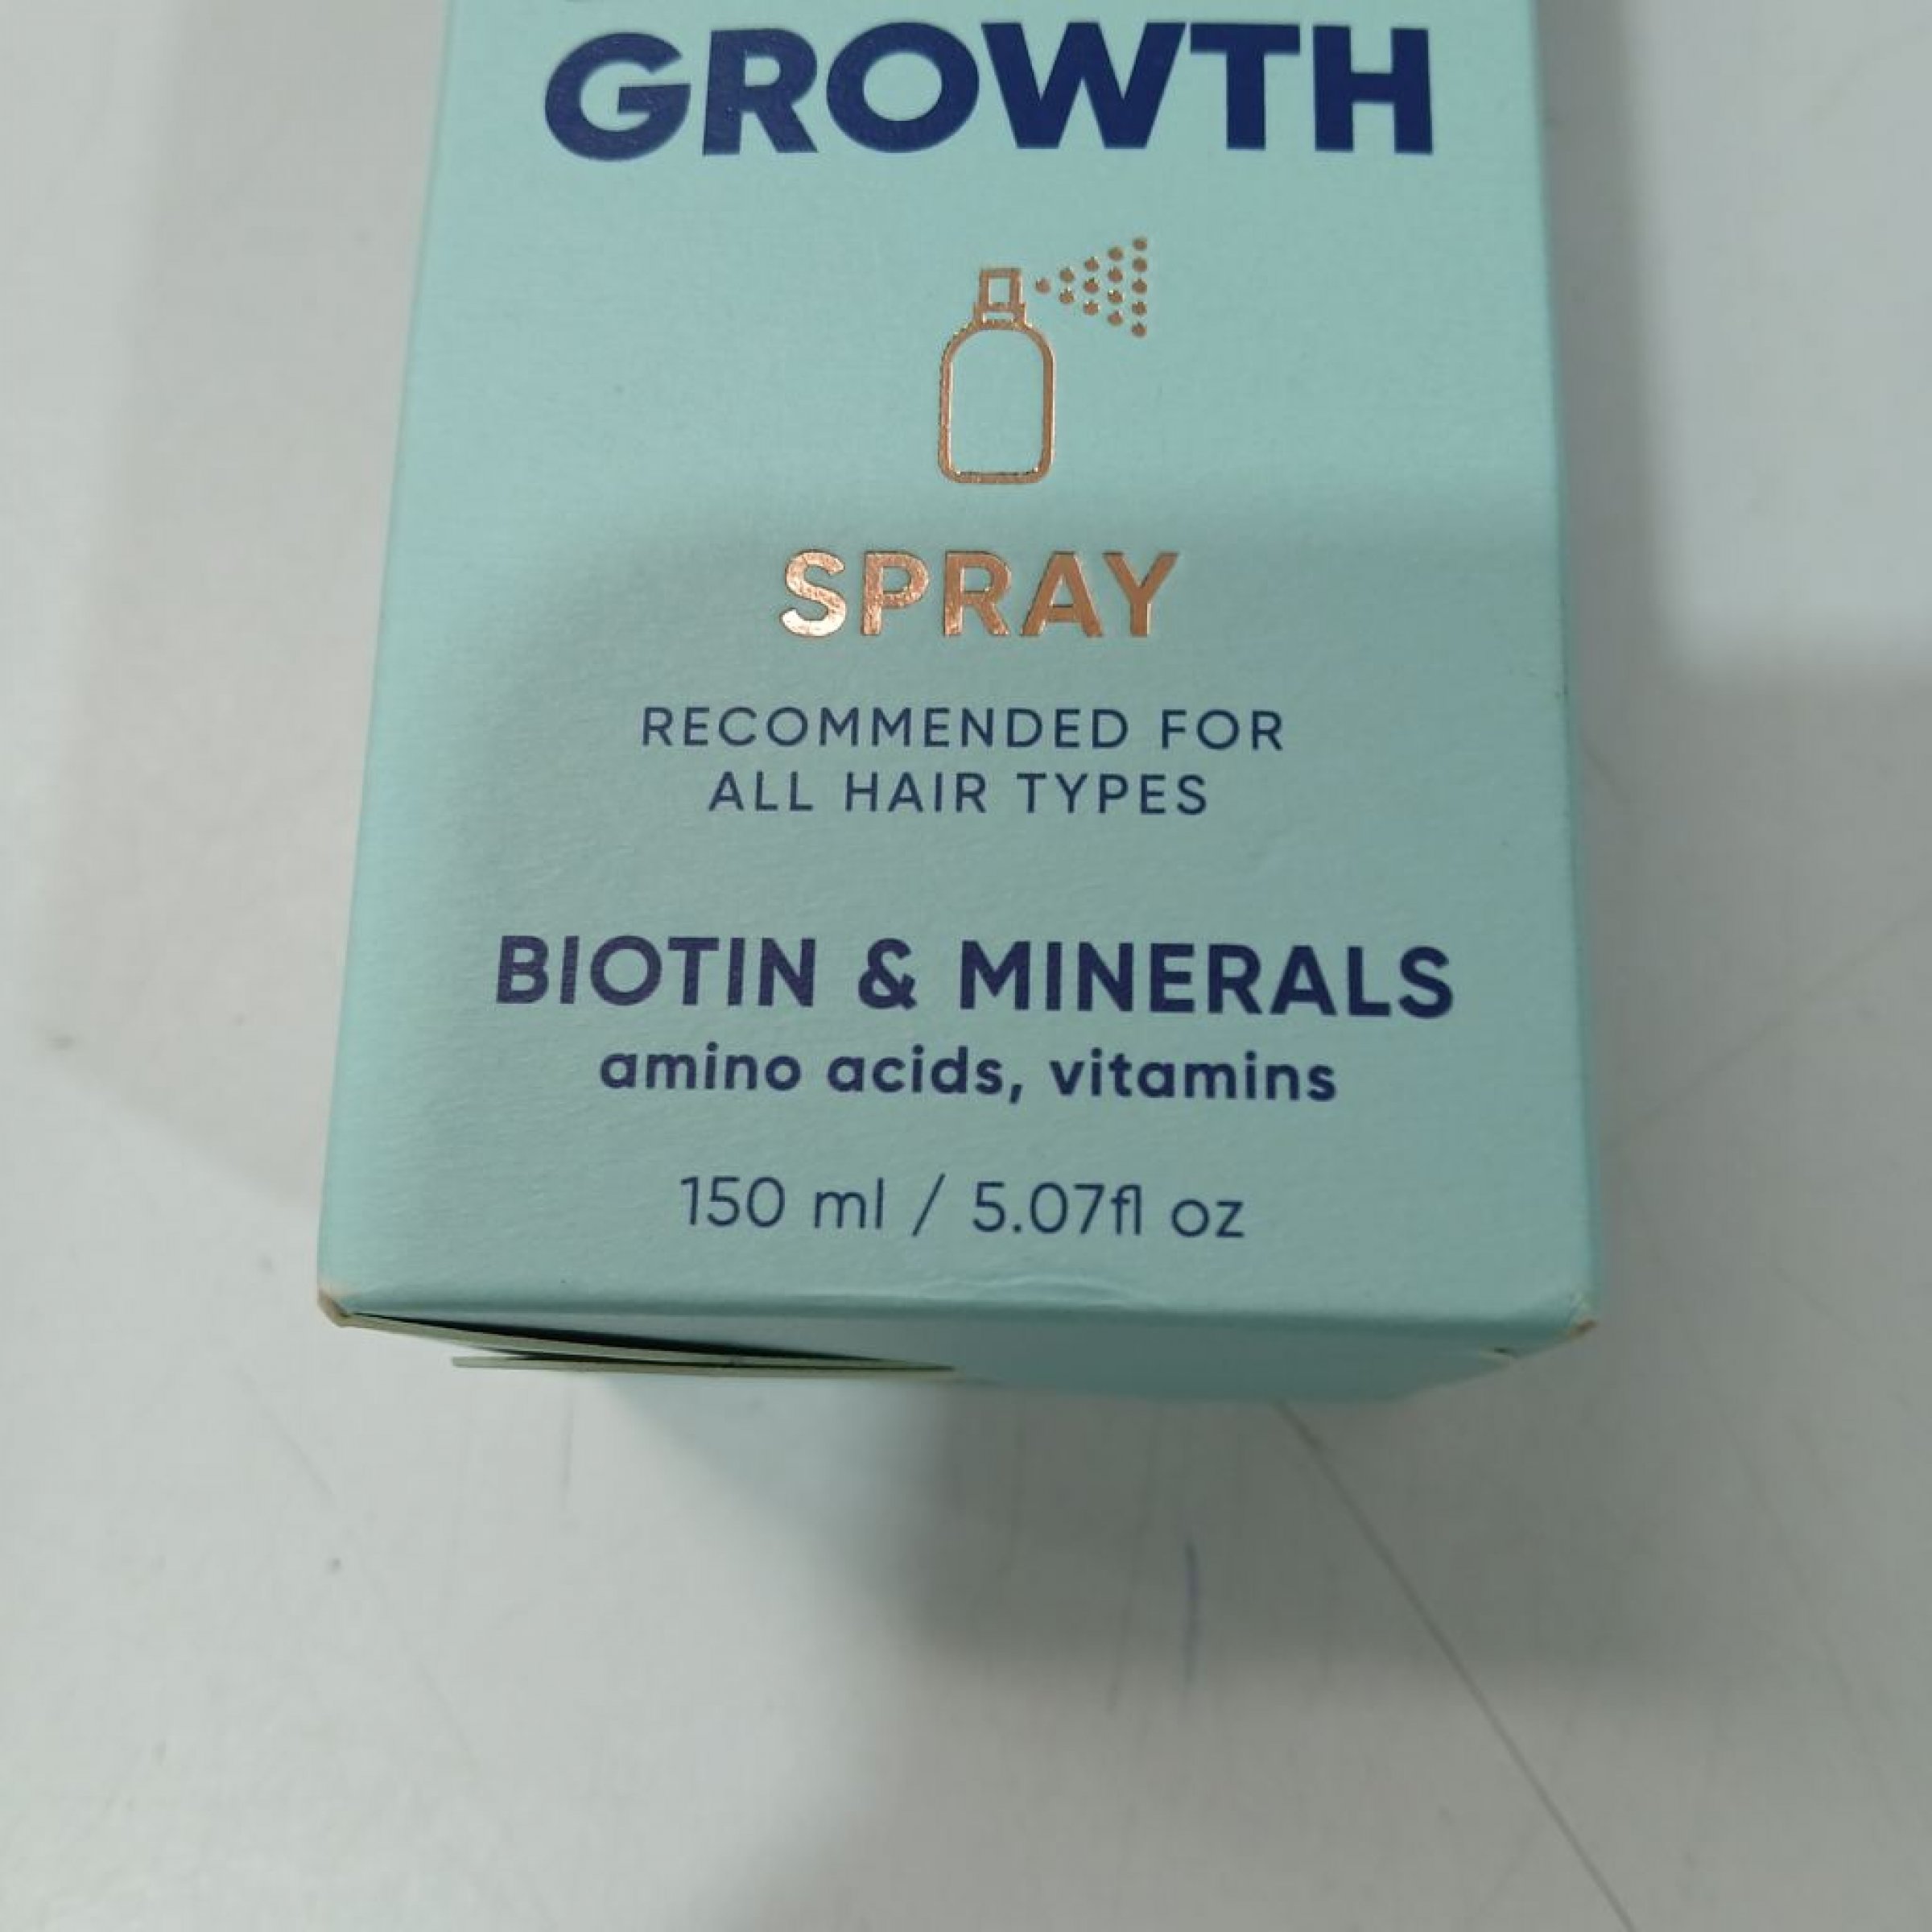 GROWTH
SPRAY
RECOMMENDED FOR
ALL HAIR TYPES
BIOTIN & MINERALS
amino acids, vitamins
150 ml / 5.07fl oz